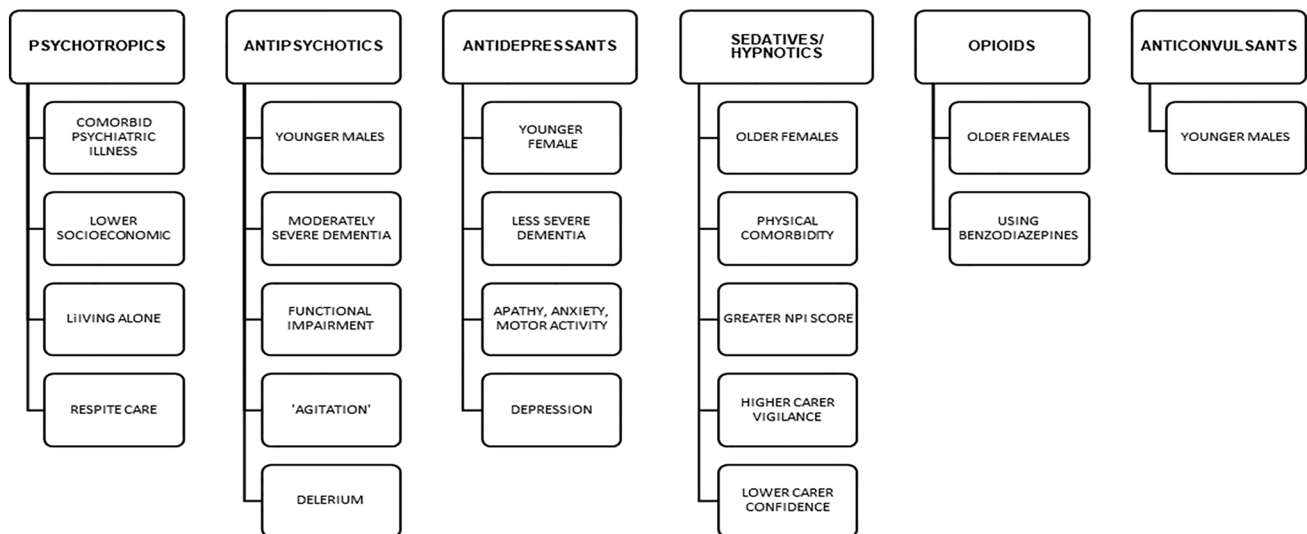 PSYCHOTROPICS
COMORBID
PSYCHIATRIC
ILLNESS
LOWER
SOCIOECONOMIC
LiIVING ALONE
RESPITE CARE
ANTIPSYCHOTICS
YOUNGER MALES
MODERATELY
SEVERE DEMENTIA
FUNCTIONAL
IMPAIRMENT
'AGITATION'
DELERIUM
ANTIDEPRESSANTS
YOUNGER
FEMALE
LESS SEVERE
DEMENTIA
APATHY, ANXIETY,
MOTOR ACTIVITY
DEPRESSION
SEDATIVES/
HYPNOTICS
OLDER FEMALES
PHYSICAL
COMORBIDITY
GREATER NPI SCORE
HIGHER CARER
VIGILANCE
LOWER CARER
CONFIDENCE
OPIOIDS
OLDER FEMALES
USING
BENZODIAZEPINES
ANTICONVULSANTS
YOUNGER MALES